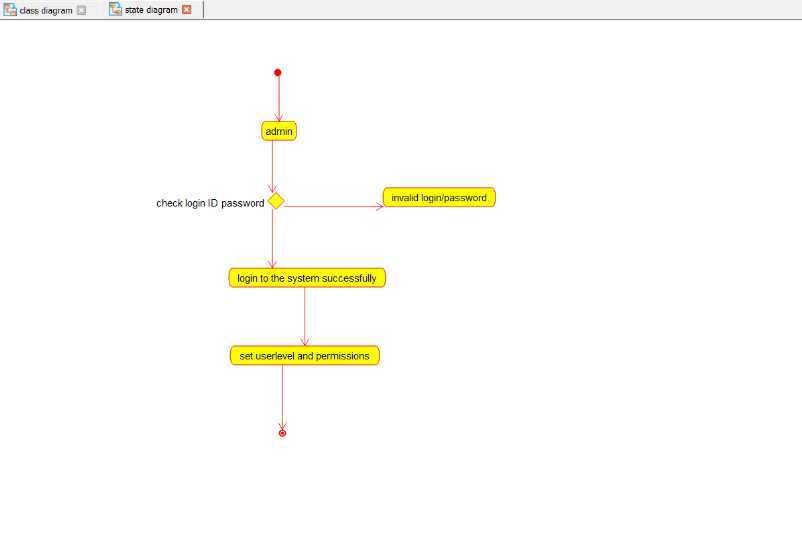 class diagram
state diagram
admin
check login ID password
invalid login/password
login to the system successfully
set userlevel and permissions